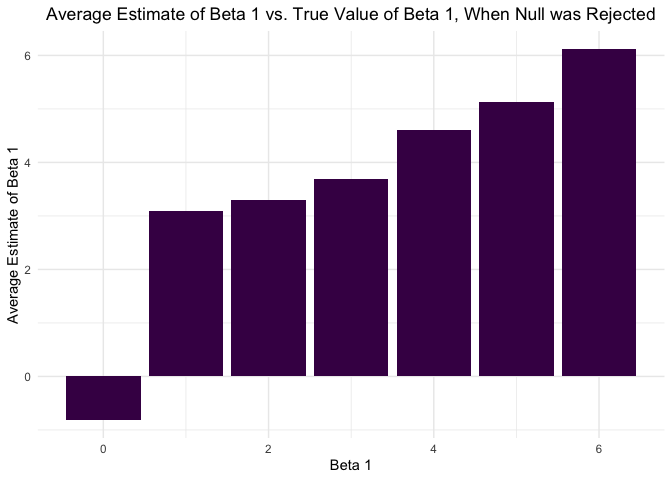 Average Estimate of Beta 1 vs. True Value of Beta 1, When Null was Rejected
Average Estimate of Beta 1
6
4
2
0
0 2 4 6
Beta 1